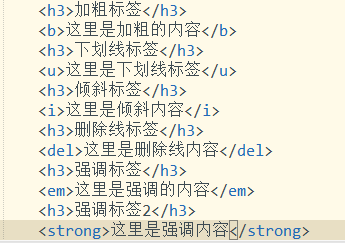 <h3>加粗标签</h3>
<b>这里是加粗的内容</b>
<h3>下划线标签</h3>
<u>这里是下划线标签</u>
<h3>倾斜标签</h3>
<i>这里是倾斜内容</i>
<h3>删除线标签</h3>
<del>这里是删除线内容</del>
<h3>强调标签</h3>
<em>这里是强调的内容</em>
<h3>强调标签2</h3>
<strong>这里是强调内容</strong>